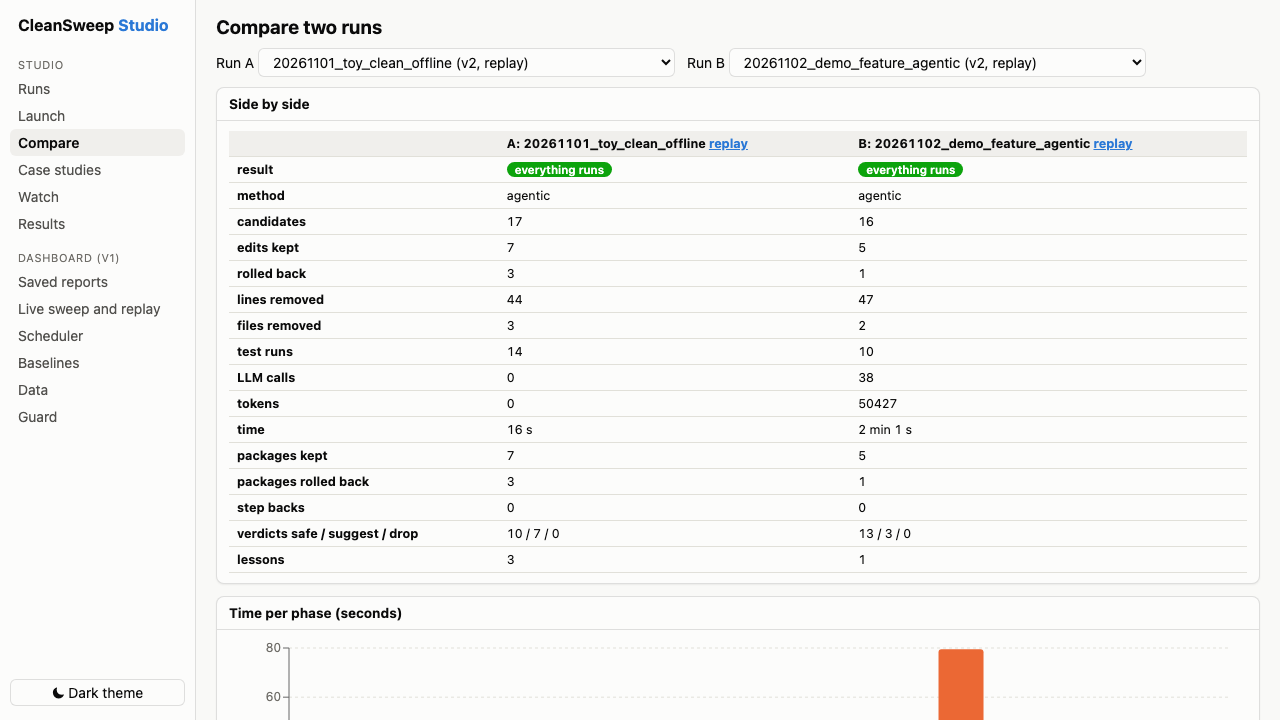 CleanSweep Studio
STUDIO
Runs
Launch
Compare
Case studies
Watch
Results
DASHBOARD (V1)
Saved reports
Live sweep and replay
Scheduler
Baselines
Data
Guard
Dark theme
Compare two runs
Run A 20261101_toy_clean_offline (v2, replay) Run B 20261102_demo_feature_agentic (v2, replay)
Side by side
A: 20261101_toy_clean_offline replay B: 20261102_demo_feature_agentic replay
result everything runs everything runs
method agentic agentic
candidates 17 16
edits kept 7 5
rolled back 3 1
lines removed 44 47
files removed 3 2
test runs 14 10
LLM calls 0 38
tokens 0 50427
time 16 s 2 min 1 s
packages kept 7 5
packages rolled back 3 1
step backs 0 0
verdicts safe / suggest / drop 10 / 7 / 0 13 / 3 / 0
lessons 3 1
Time per phase (seconds)
80
60